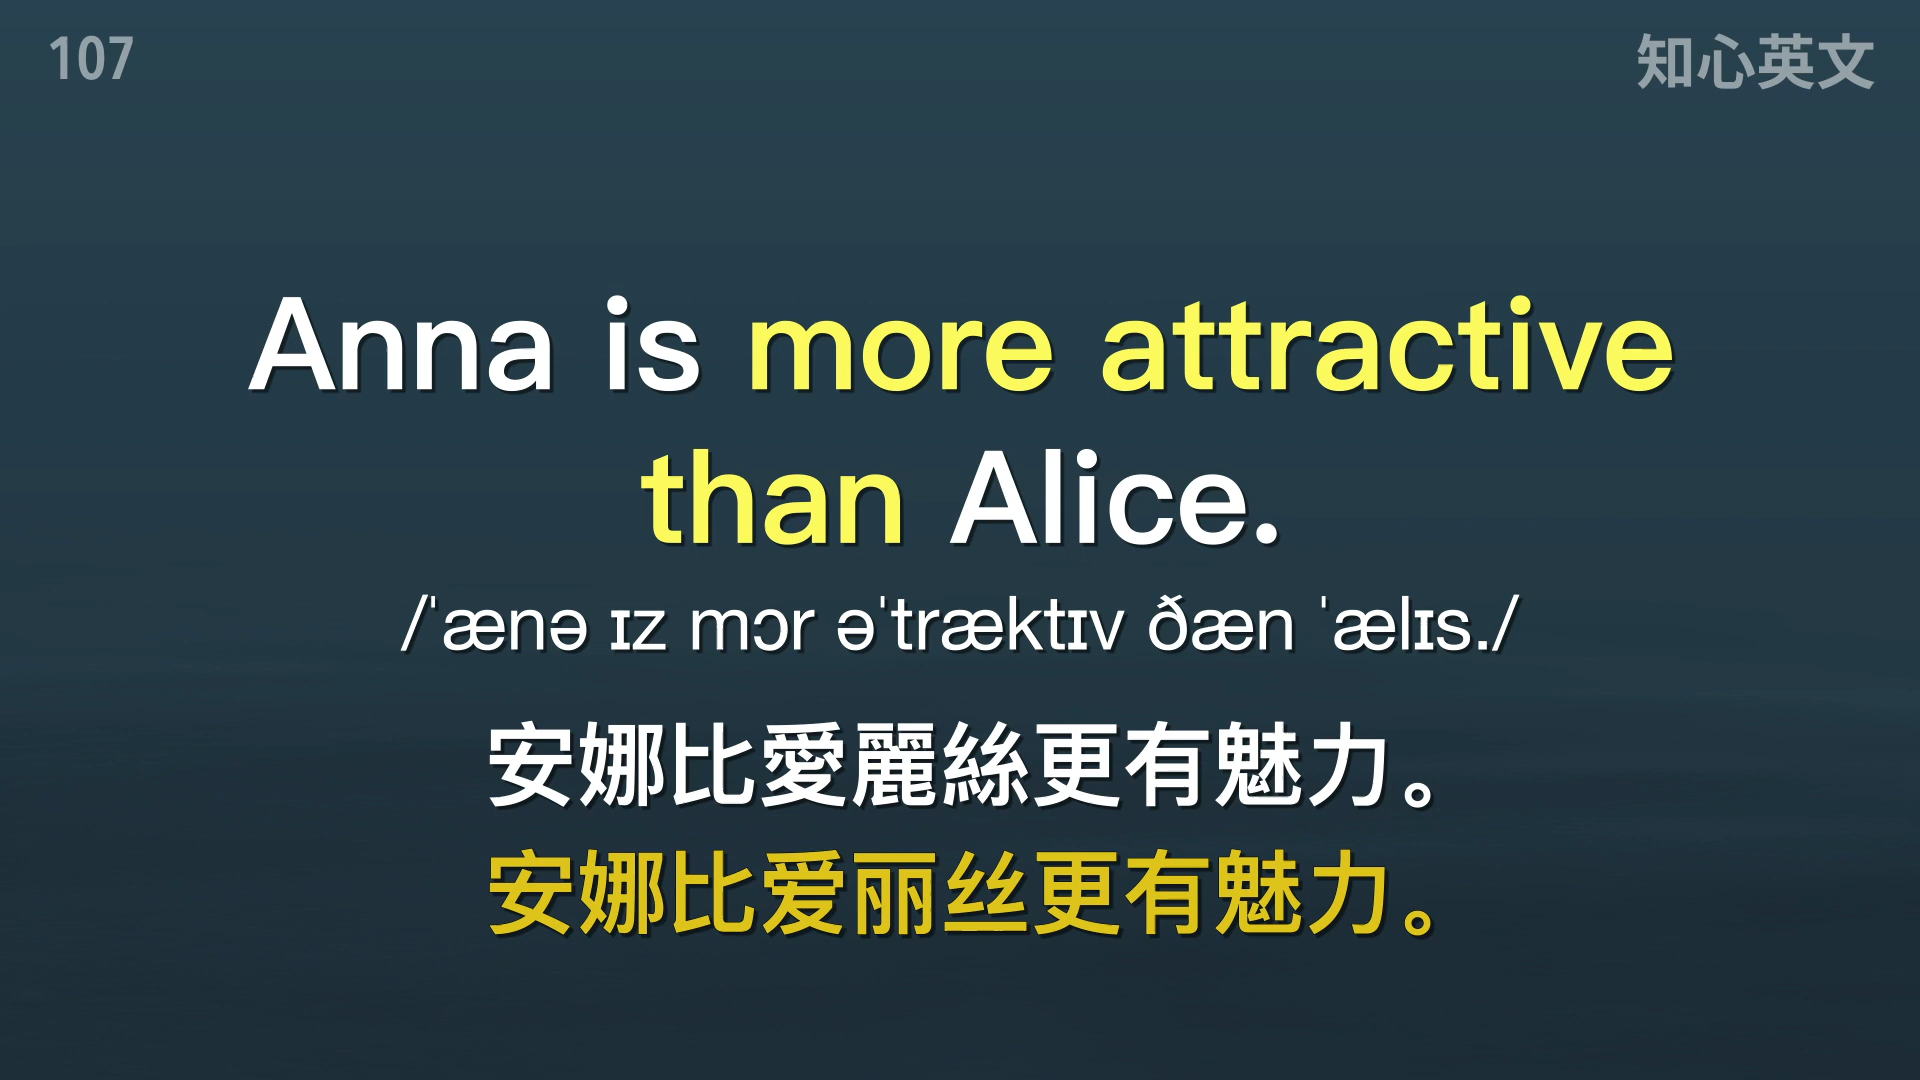 107
知心英文
Anna is more attractive
than Alice.
/ˈænə ɪz mɔr əˈtræktɪv ðæn ˈælɪs./
安娜比愛麗絲更有魅力。
安娜比爱丽丝更有魅力。